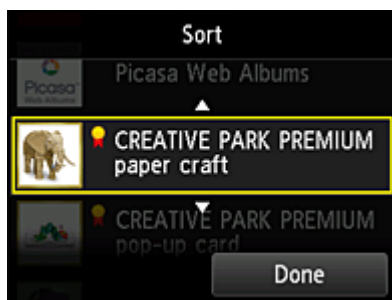 Sort
Picasa
Web Albums
Picasa Web Albums
CREATIVE PARK PREMIUM
paper craft
CREATIVE PARK PREMIUM
pop-up card
Done